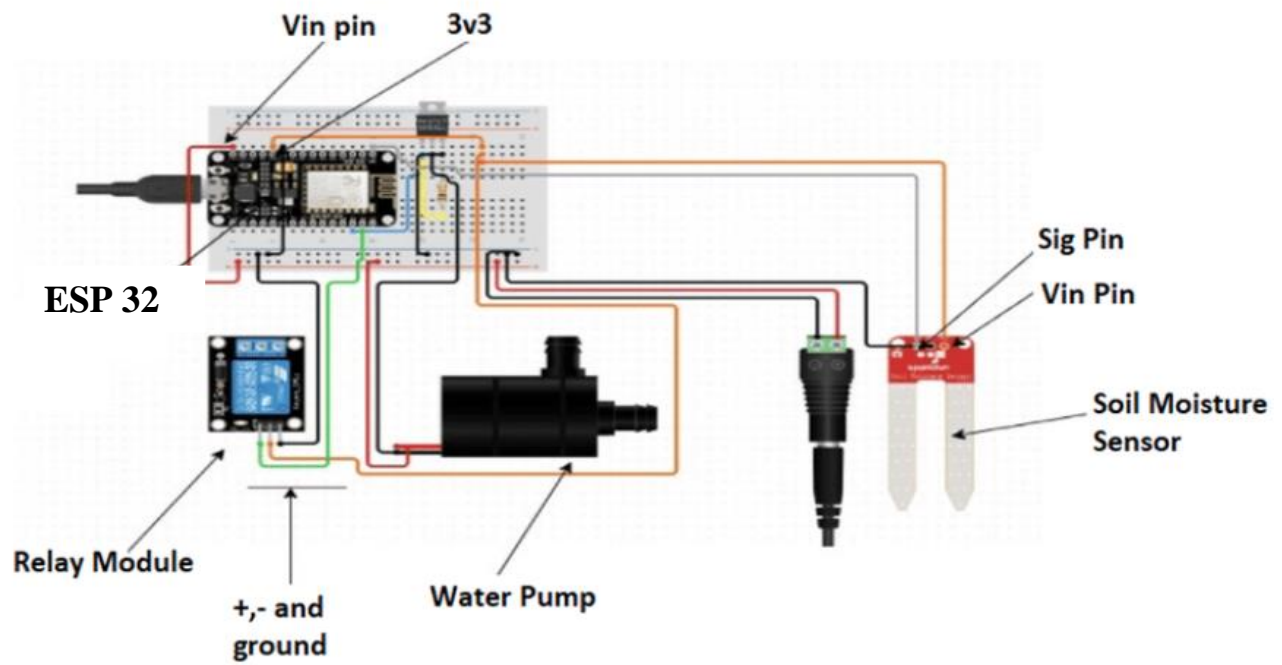 Vin pin
3v3
Sig Pin
Vin Pin
ESP 32
Soil Moisture
Sensor
Relay Module
Water Pump
+,- and
ground